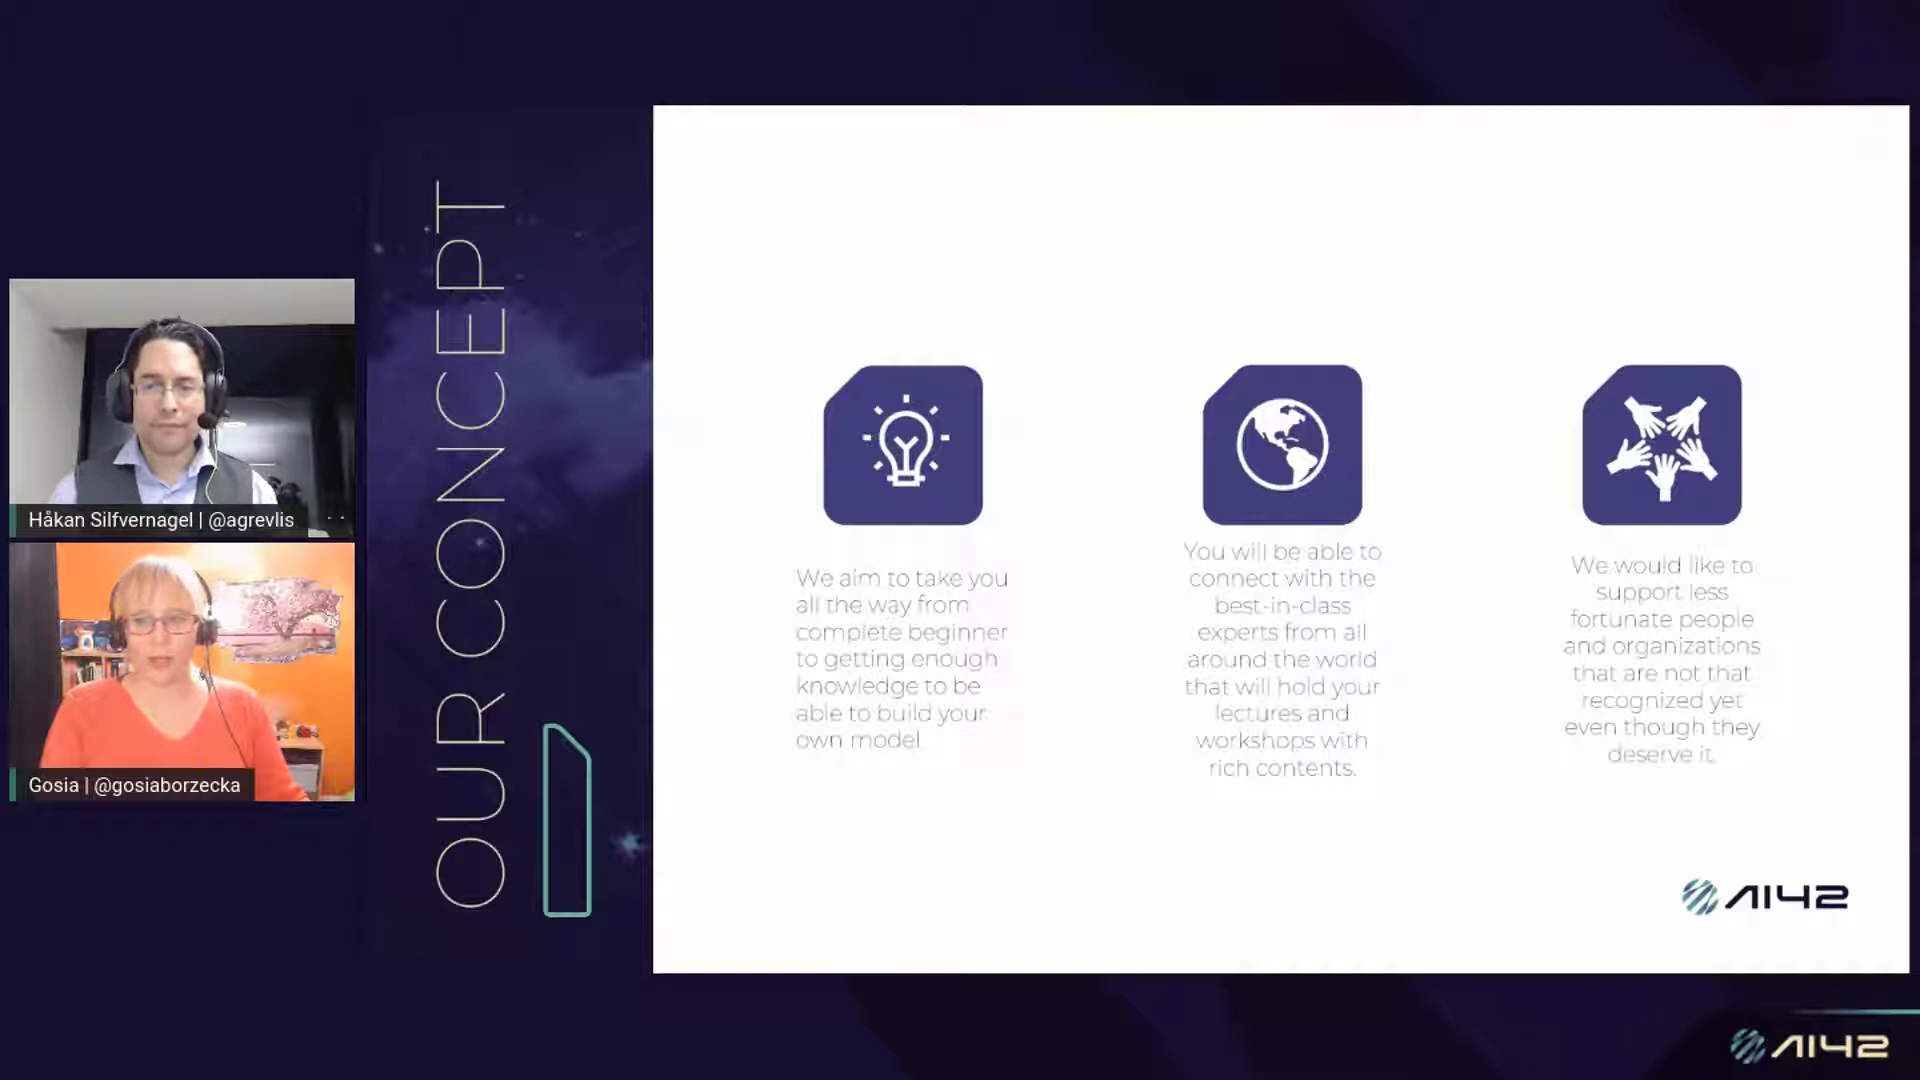 Håkan Silfvernagel | @agrevlis
Gosia | @gosiaborzecka
OUR CONCEPT
We aim to take you
all the way from
complete beginner
to getting enough
knowledge to be
able to build your
own model.
You will be able to
connect with the
best-in-class
experts from all
around the world
that will hold your
lectures and
workshops with
rich contents.
We would like to
support less
fortunate people
and organizations
that are not that
recognized yet
even though they
deserve it.
AI42
AI42